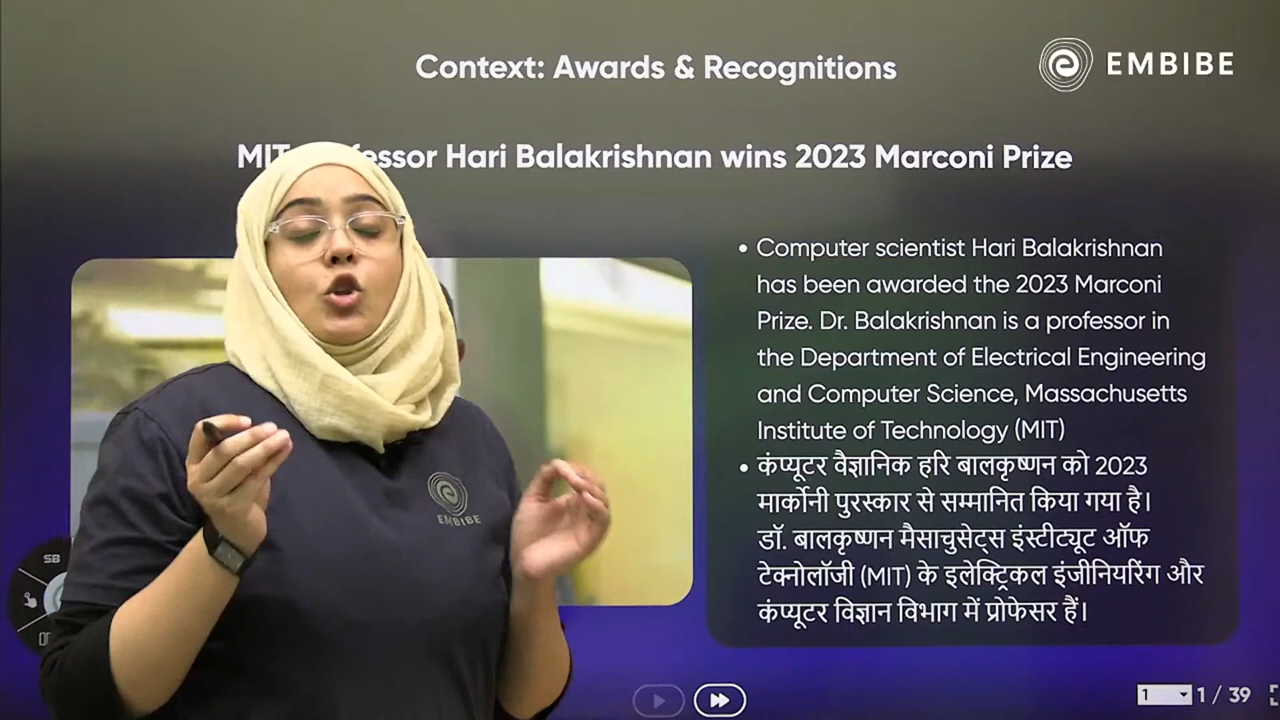 Context: Awards & Recognitions
EMBIBE
Hari Balakrishnan wins 2023 Marconi Prize
• Computer scientist Hari Balakrishnan
has been awarded the 2023 Marconi
Prize. Dr. Balakrishnan is a professor in
the Department of Electrical Engineering
and Computer Science, Massachusetts
Institute of Technology (MIT)
• कंप्यूटर वैज्ञानिक हरि बालकृष्णन को 2023
मार्कोनी पुरस्कार से सम्मानित किया गया है।
डॉ. बालकृष्णन मैसाचुसेट्स इंस्टीट्यूट ऑफ
टेक्नोलॉजी (MIT) के इलेक्ट्रिकल इंजीनियरिंग और
कंप्यूटर विज्ञान विभाग में प्रोफेसर हैं।
EMBIBE
SB
1
1 / 39